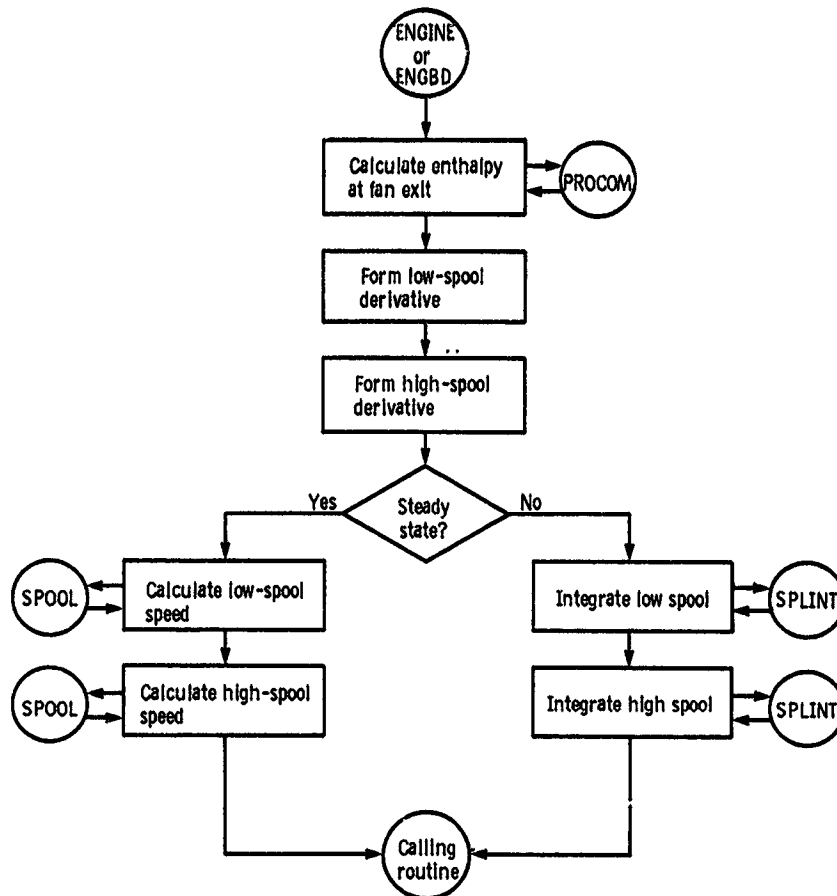 ENGINE
or
ENGBD
Calculate enthalpy
at fan exit
PROCOM
Form low-spool
derivative
Form high-spool
derivative
Yes
Steady
state?
No
SPOOL
Calculate low-spool
speed
Integrate low spool
SPLINT
SPOOL
Calculate high-spool
speed
Integrate high spool
SPLINT
Calling
routine